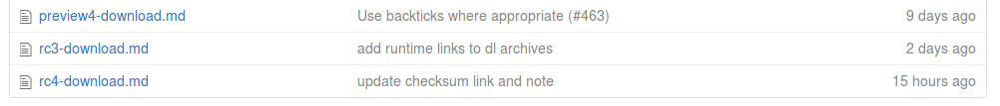 preview4-download.md Use backticks where appropriate (#463) 9 days ago
rc3-download.md add runtime links to dl archives 2 days ago
rc4-download.md update checksum link and note 15 hours ago